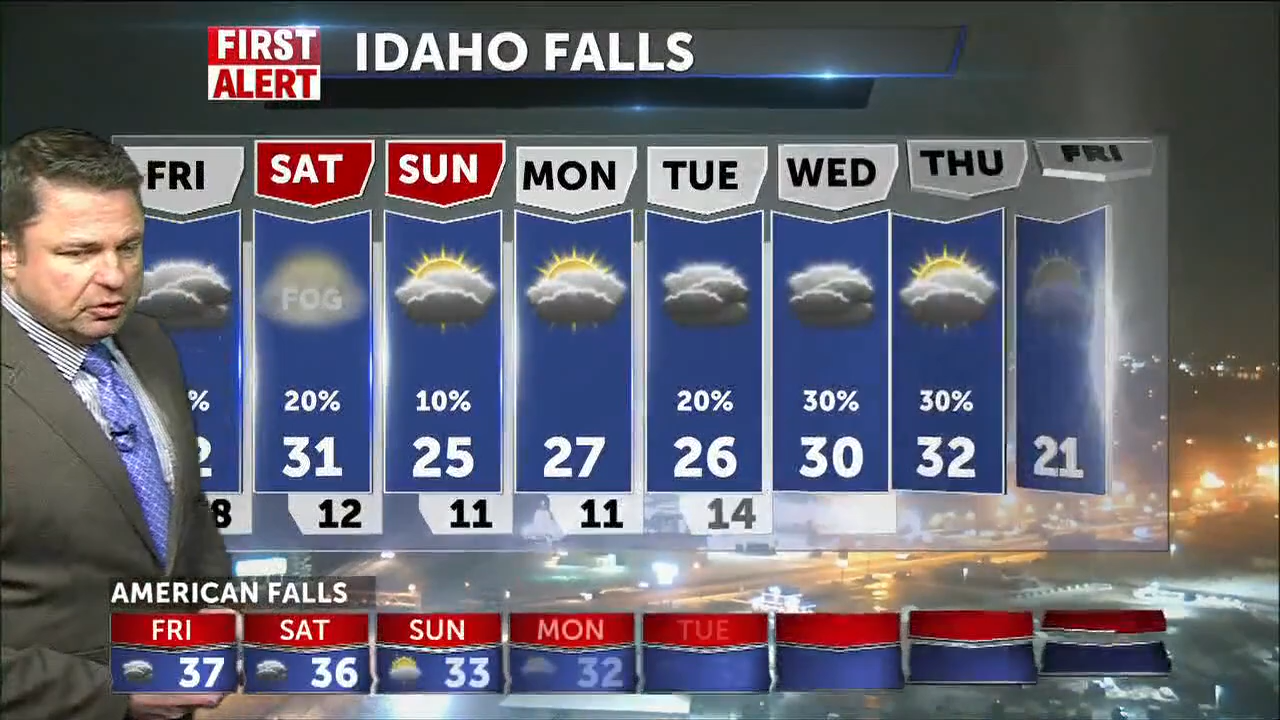 FIRST
ALERT
IDAHO FALLS
FRI SAT SUN MON TUE WED THU FRI
FOG
% 20% 10% 20% 30% 30%
2 31 25 27 26 30 32 21
8 12 11 11 14
AMERICAN FALLS
FRI SAT SUN MON TUE
37 36 33 32